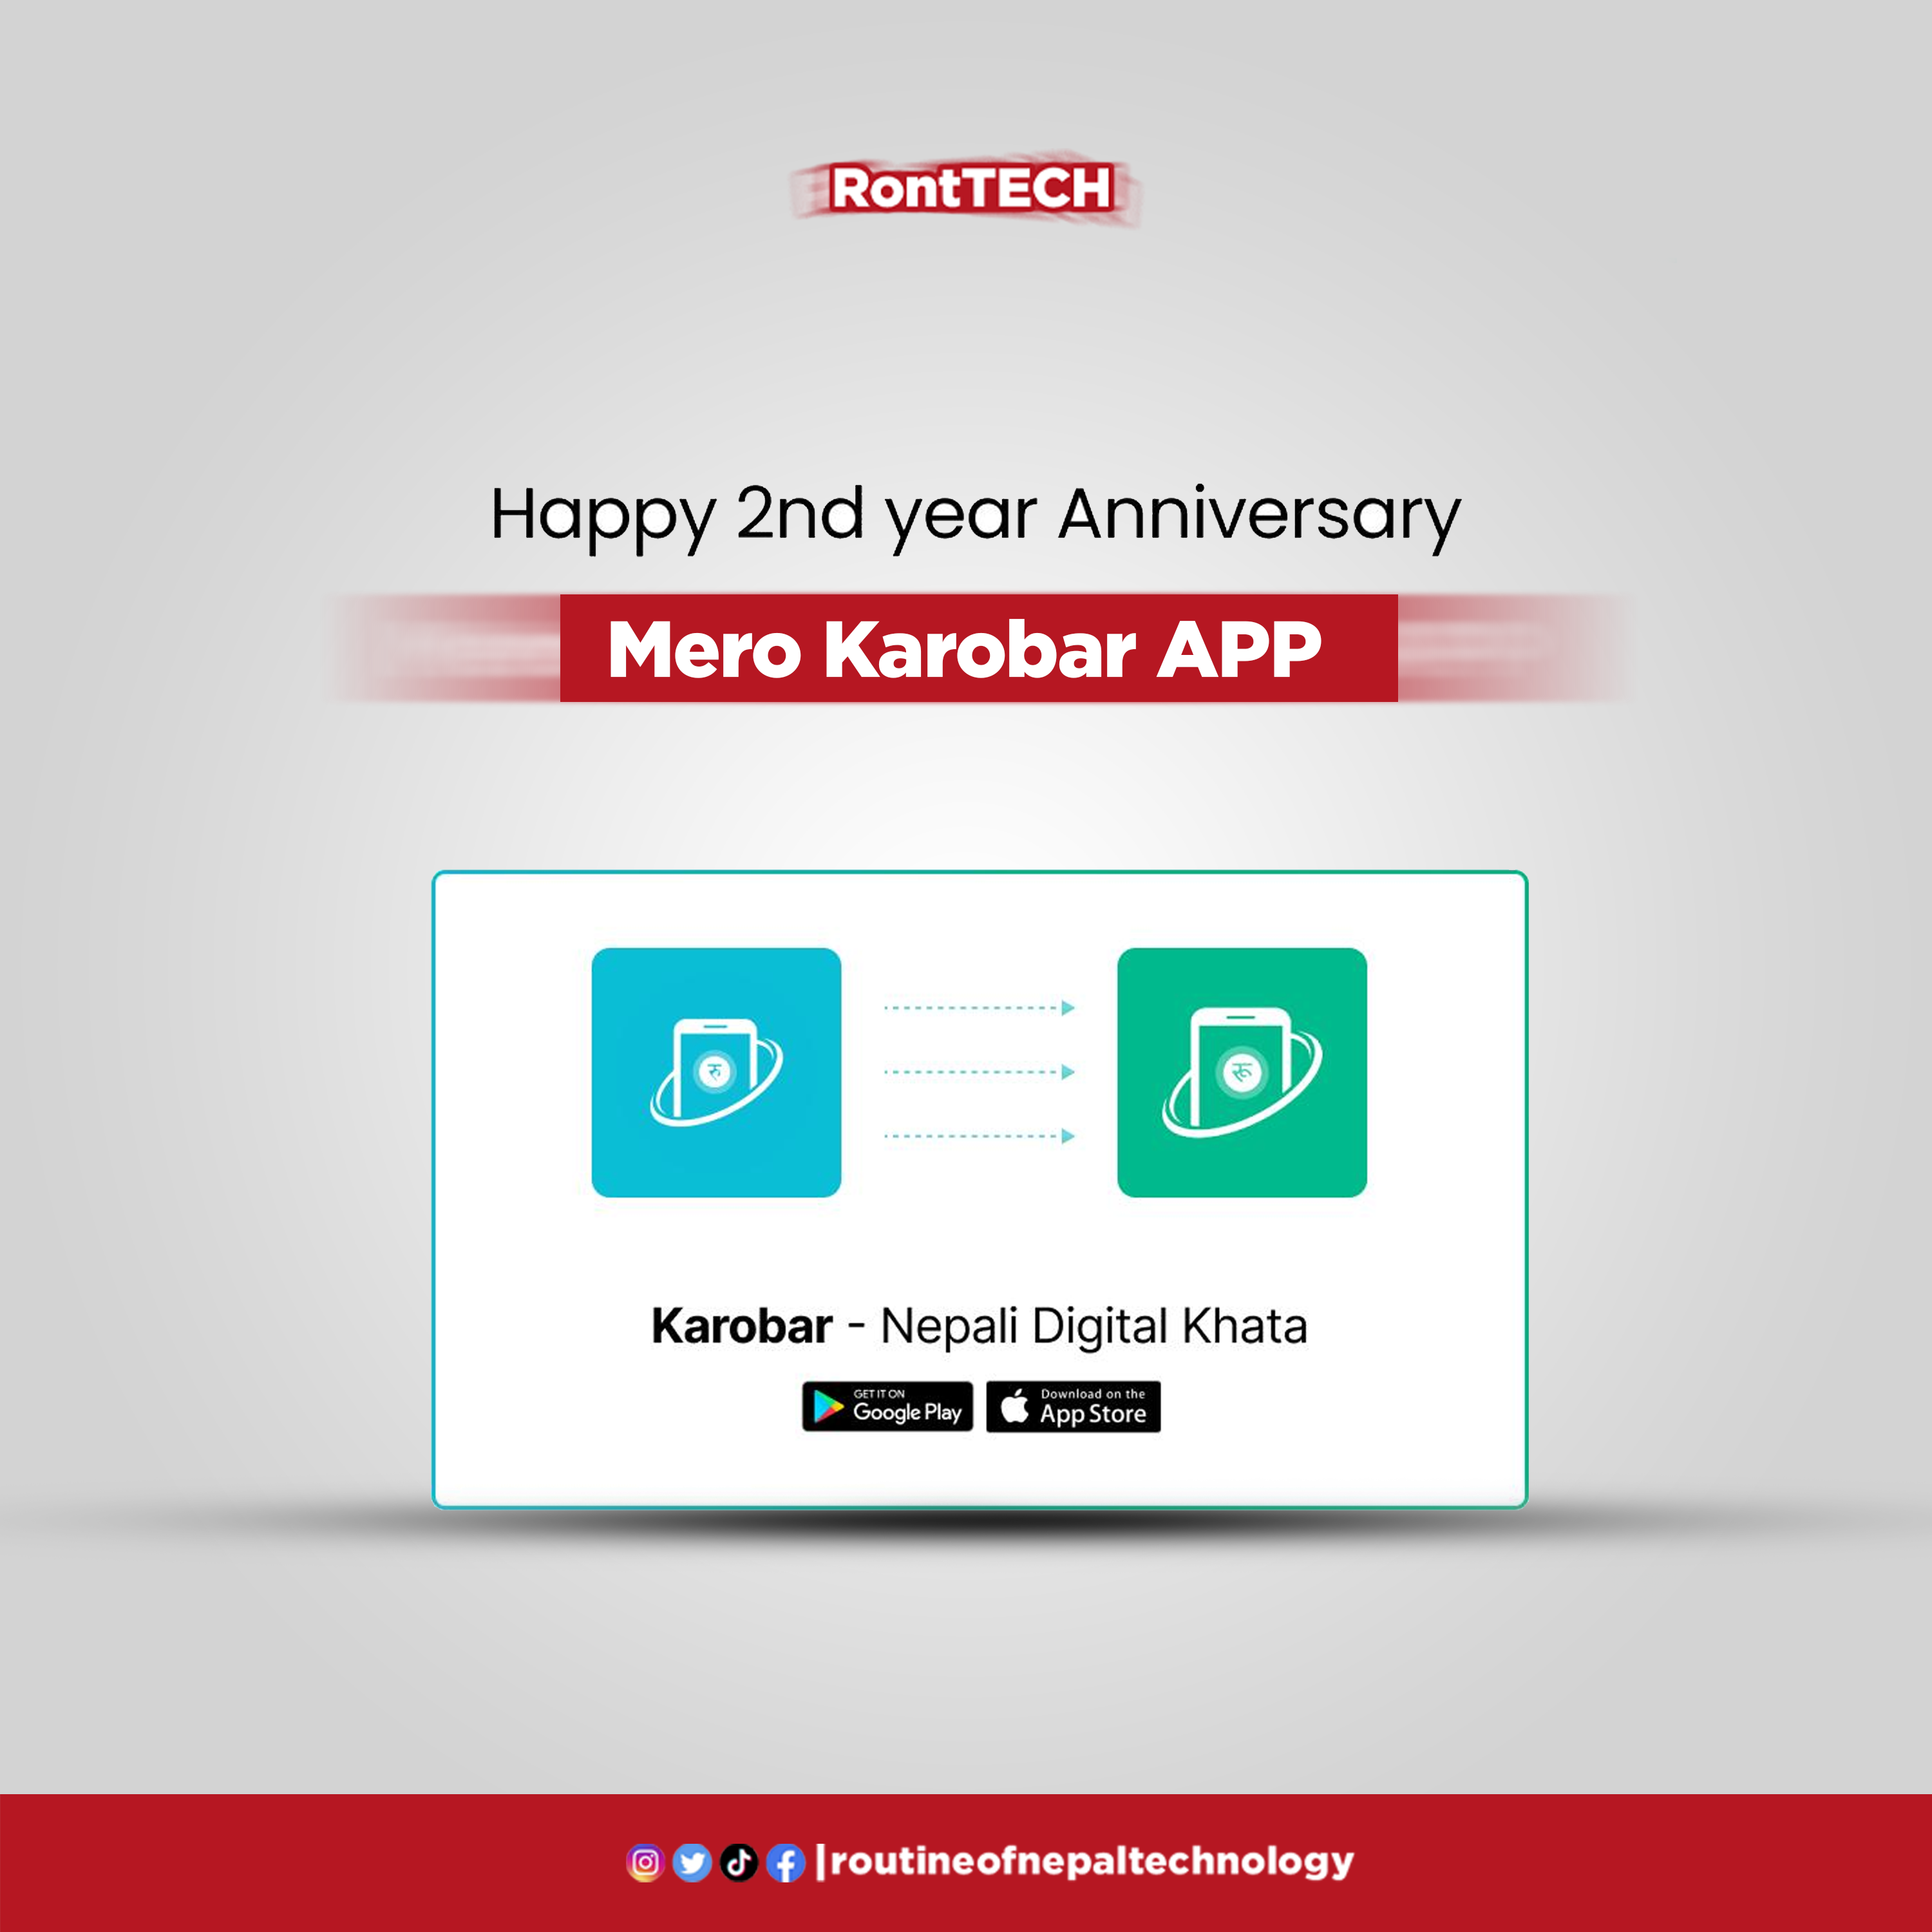 RontTECH
Happy 2nd year Anniversary
Mero Karobar APP
रु
रू
Karobar - Nepali Digital Khata
GET IT ON
Google Play
Download on the
App Store
|routineofnepaltechnology